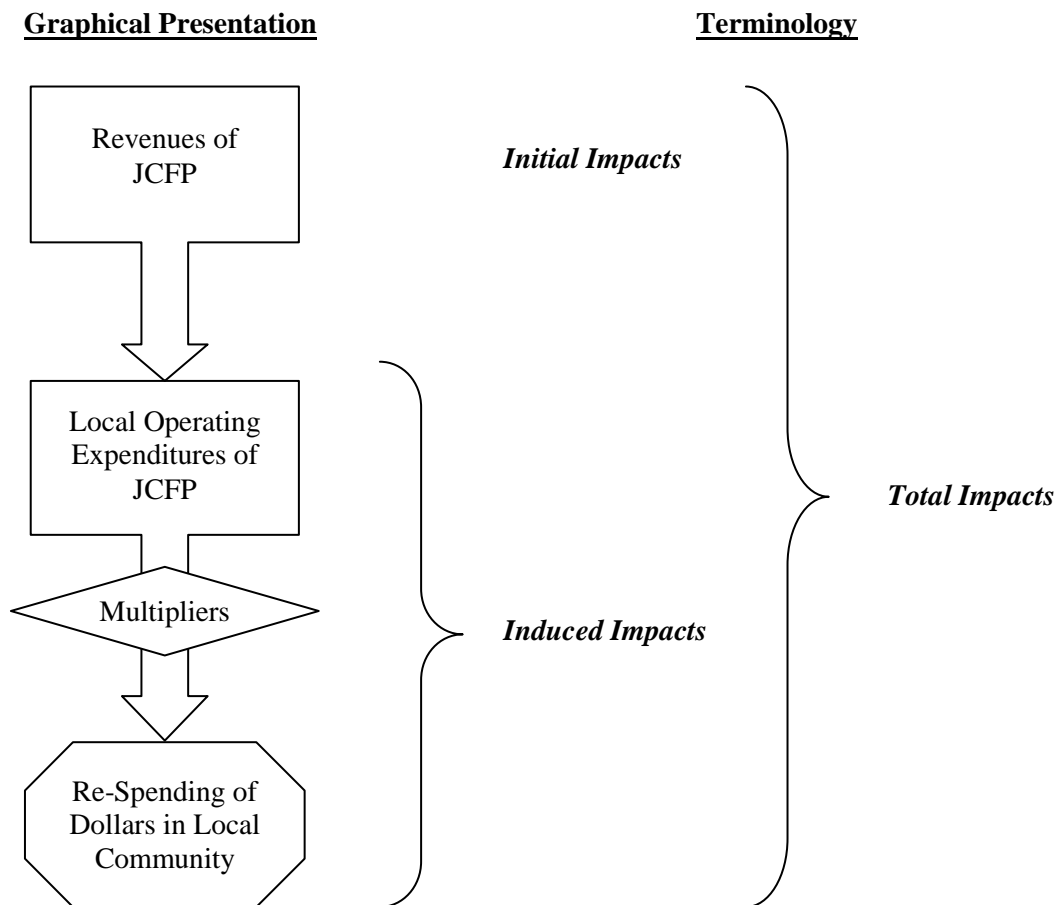 Graphical Presentation
Terminology
Revenues of
JCFP
Initial Impacts
Local Operating
Expenditures of
JCFP
Total Impacts
Multipliers
Induced Impacts
Re-Spending of
Dollars in Local
Community